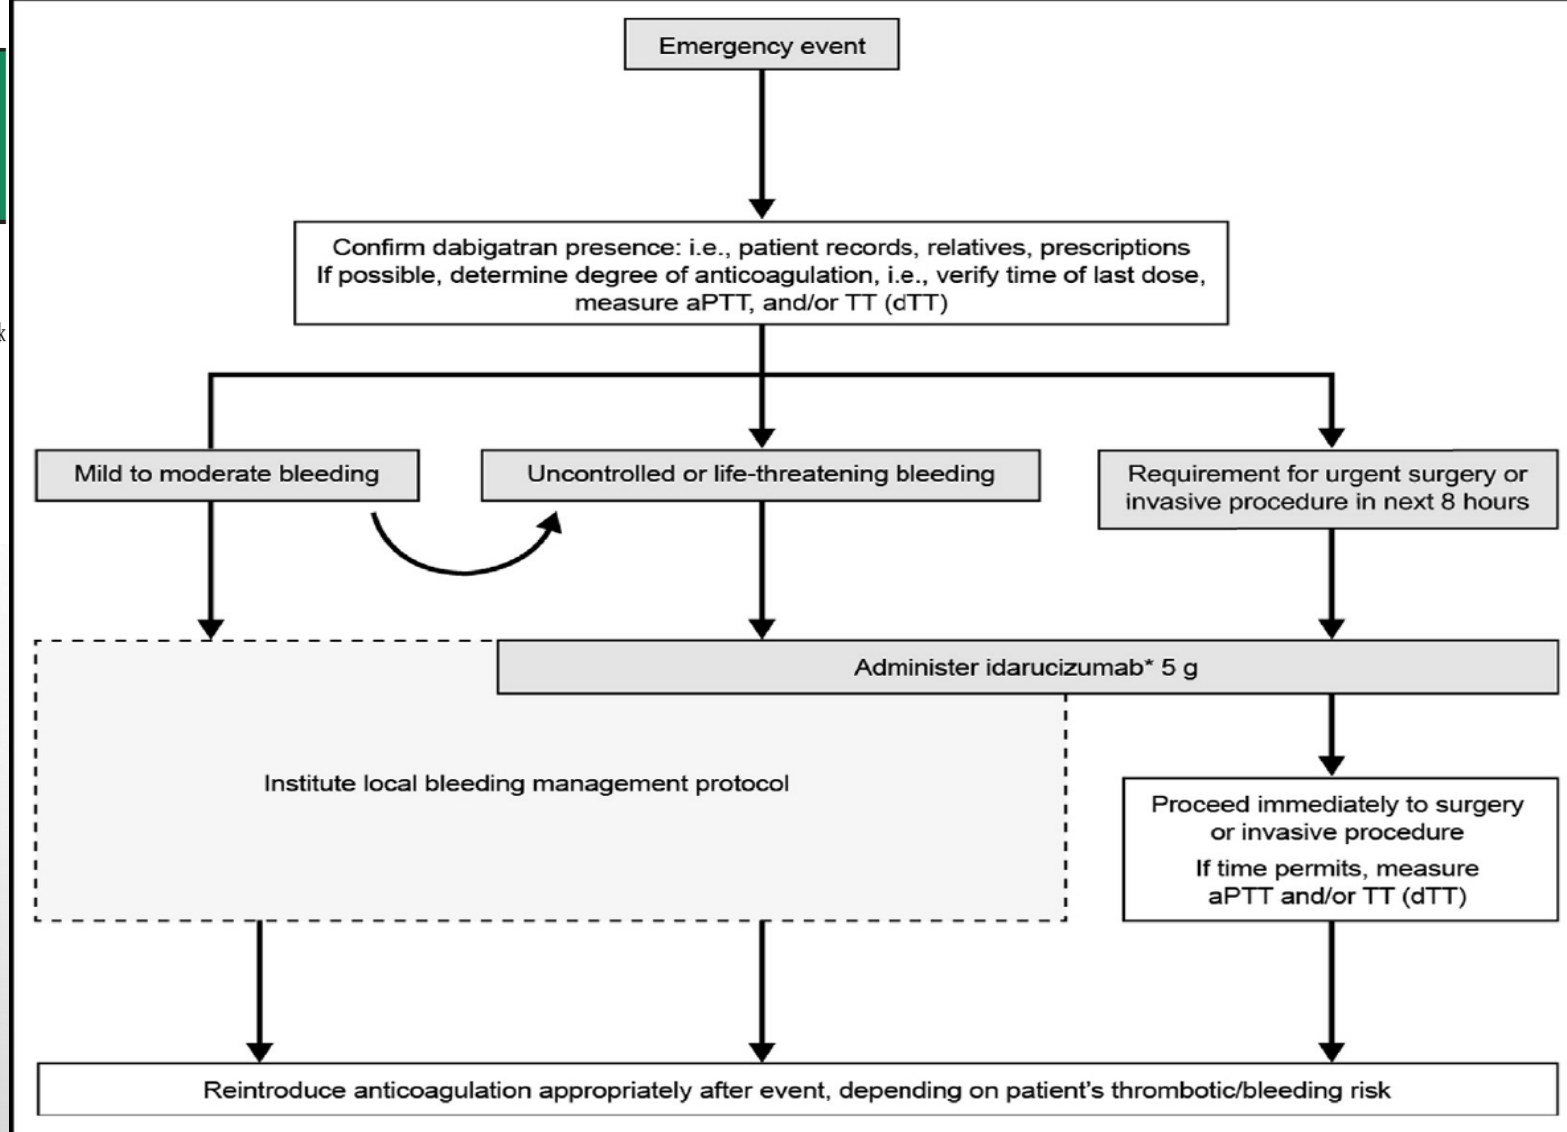 Emergency event
Confirm dabigatran presence: i.e., patient records, relatives, prescriptions
If possible, determine degree of anticoagulation, i.e., verify time of last dose,
measure aPTT, and/or TT (dTT)
Mild to moderate bleeding
Uncontrolled or life-threatening bleeding
Requirement for urgent surgery or
invasive procedure in next 8 hours
Administer idarucizumab* 5 g
Institute local bleeding management protocol
Proceed immediately to surgery
or invasive procedure
If time permits, measure
aPTT and/or TT (dTT)
Reintroduce anticoagulation appropriately after event, depending on patient's thrombotic/bleeding risk